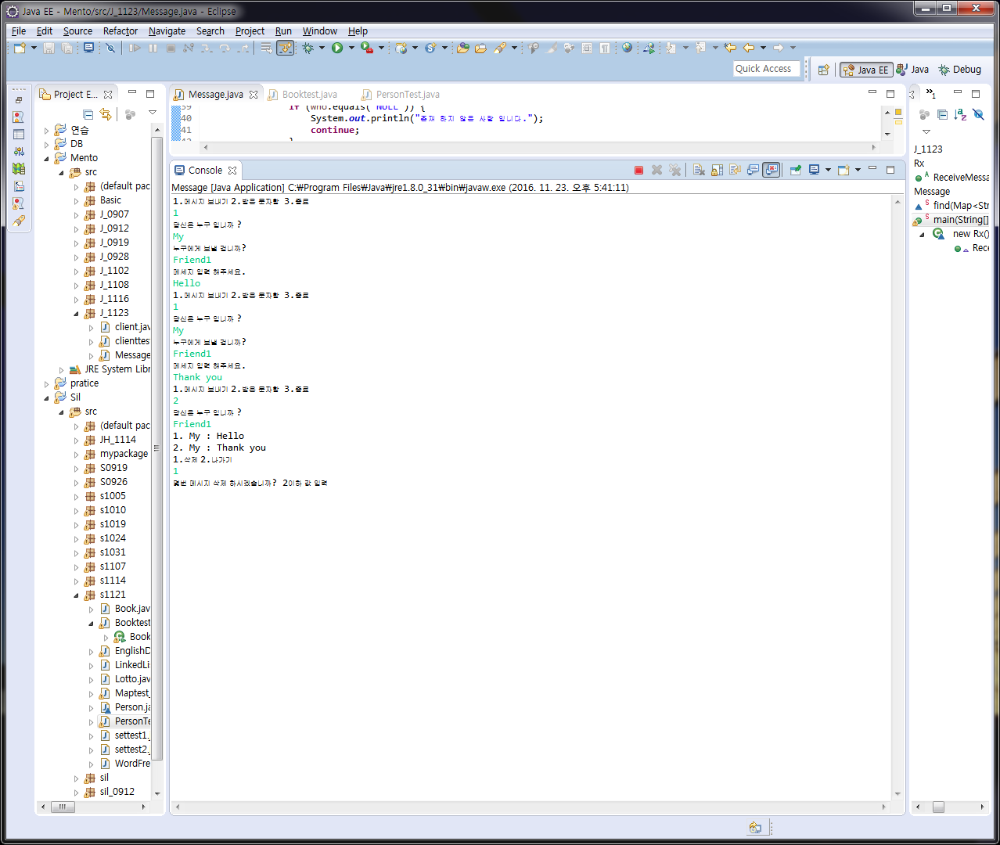 Java EE - Mento/src/J_1123/Message.java - Eclipse
File Edit Source Refactor Navigate Search Project Run Window Help
Quick Access
Java EE
Java
Debug
Project E...
연습
DB
Mento
src
(default pac
Basic
J_0907
J_0912
J_0919
J_0928
J_1102
J_1108
J_1116
J_1123
client.jav
clienttes
Message
JRE System Libr
pratice
Sil
src
(default pac
JH_1114
mypackage
S0919
S0926
s1005
s1010
s1019
s1024
s1031
s1107
s1114
s1121
Book.jav
Booktest
Book
EnglishD
LinkedLi
Lotto.jav
Maptest
Person.ja
PersonTe
settest1.
settest2.
WordFre
sil
sil_0912
Message.java
Booktest.java
PersonTest.java
39 if (who.equals("NULL")) {
40 System.out.println("존재 하지 않은 사람 입니다.");
41 continue;
Console
Message [Java Application] C:₩Program Files₩Java₩jre1.8.0_31₩bin₩javaw.exe (2016. 11. 23. 오후 5:41:11)
1.메시지 보내기 2.받은 문자함 3.종료
1
당신은 누구 입니까 ?
My
누구에게 보낼 겁니까?
Friend1
메세지 입력 해주세요.
Hello
1.메시지 보내기 2.받은 문자함 3.종료
1
당신은 누구 입니까 ?
My
누구에게 보낼 겁니까?
Friend1
메세지 입력 해주세요.
Thank you
1.메시지 보내기 2.받은 문자함 3.종료
2
당신은 누구 입니까 ?
Friend1
1. My : Hello
2. My : Thank you
1.삭제 2.나가기
1
몇번 메시지 삭제 하시겠습니까? 2이하 값 입력
»1
J_1123
Rx
ReceiveMessa
Message
find(Map<Str
main(String[]
new Rx()
Rece